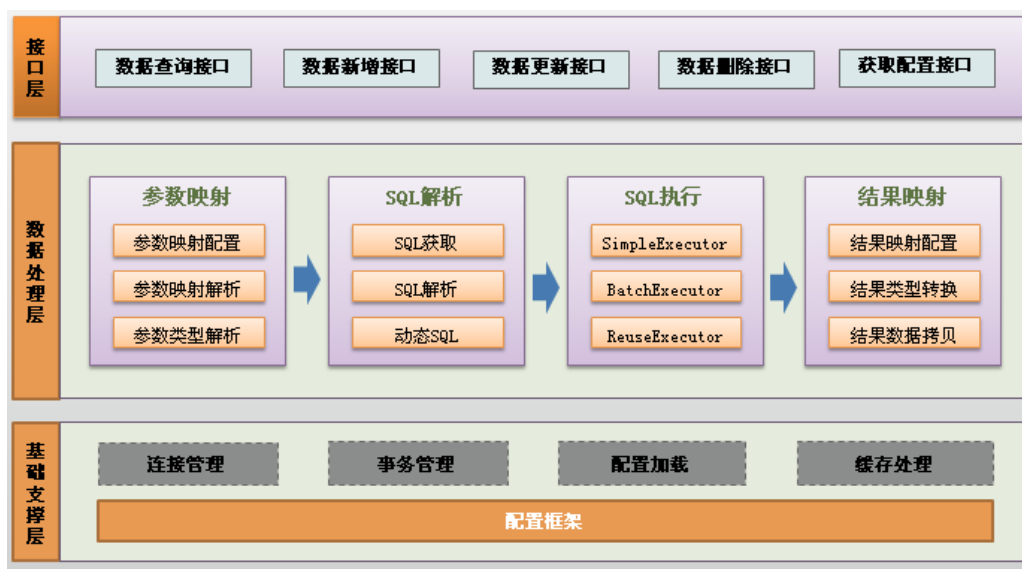 接口层
数据查询接口
数据新增接口
数据更新接口
数据删除接口
获取配置接口
数据处理层
参数映射
参数映射配置
参数映射解析
参数类型解析
SQL解析
SQL获取
SQL解析
动态SQL
SQL执行
SimpleExecutor
BatchExecutor
ReuseExecutor
结果映射
结果映射配置
结果类型转换
结果数据拷贝
基础支撑层
连接管理
事务管理
配置加载
缓存处理
配置框架